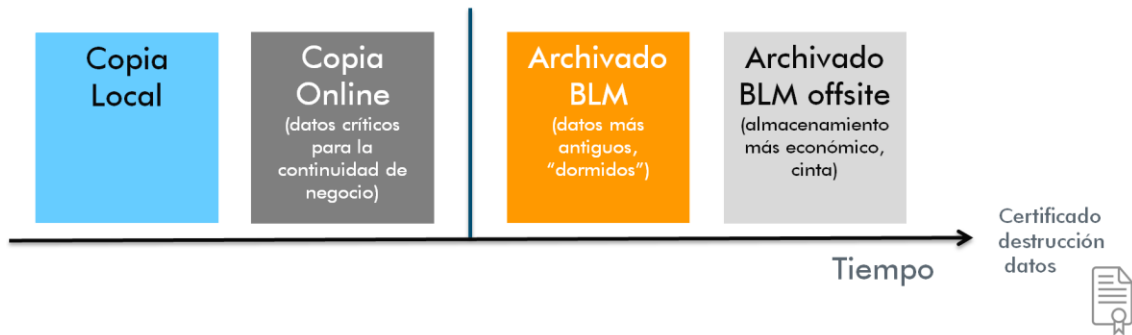 Copia
Local
Copia
Online
(datos críticos
para la
continuidad de
negocio)
Archivado
BLM
(datos más
antiguos,
“dormidos”)
Archivado
BLM offsite
(almacenamiento
más económico,
cinta)
Tiempo
Certificado
destrucción
datos